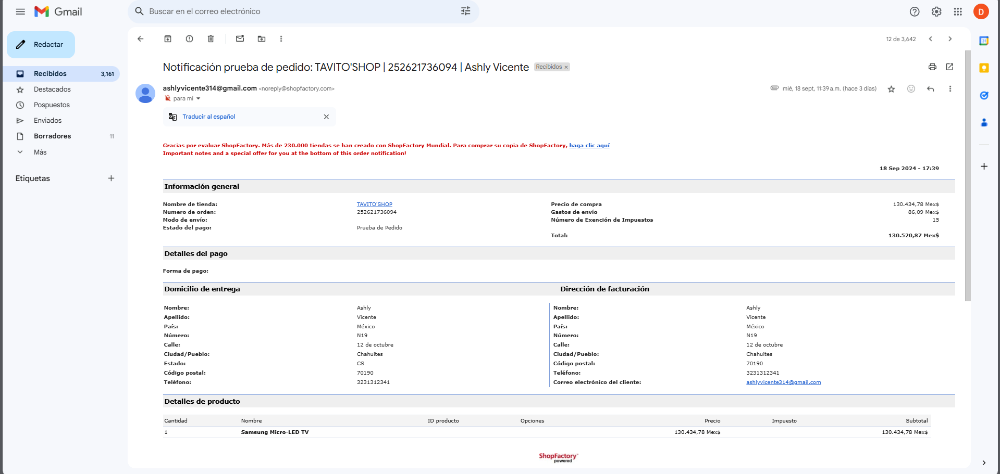 Gmail
Buscar en el correo electrónico
D
Redactar
12 de 3,642
31
Recibidos 3,161
Destacados
Pospuestos
Enviados
Borradores 11
Más
Etiquetas
Notificación prueba de pedido: TAVITO'SHOP | 252621736094 | Ashly Vicente Recibidos ×
ashlyvicente314@gmail.com <noreply@shopfactory.com> mié, 18 sept, 11:39 a.m. (hace 3 días)
para mí
Traducir al español
Gracias por evaluar ShopFactory. Más de 230.000 tiendas se han creado con ShopFactory Mundial. Para comprar su copia de ShopFactory, haga clic aquí
Important notes and a special offer for you at the bottom of this order notification!
18 Sep 2024 - 17:39
Información general
Nombre de tienda: TAVITO'SHOP Precio de compra 130.434,78 Mex$
Numero de orden: 252621736094 Gastos de envío 86,09 Mex$
Modo de envío: Número de Exención de Impuestos 15
Estado del pago: Prueba de Pedido
Total: 130.520,87 Mex$
Detalles del pago
Forma de pago:
Domicilio de entrega Dirección de facturación
Nombre: Ashly Nombre: Ashly
Apellido: Vicente Apellido: Vicente
País: México País: México
Número: N19 Número: N19
Calle: 12 de octubre Calle: 12 de octubre
Ciudad/Pueblo: Chahuites Ciudad/Pueblo: Chahuites
Estado: CS Código postal: 70190
Código postal: 70190 Teléfono: 3231312341
Teléfono: 3231312341 Correo electrónico del cliente: ashlyvicente314@gmail.com
Detalles de producto
Cantidad Nombre ID producto Opciones Precio Impuesto Subtotal
1 Samsung Micro-LED TV 130.434,78 Mex$ 130.434,78 Mex$
ShopFactory
powered